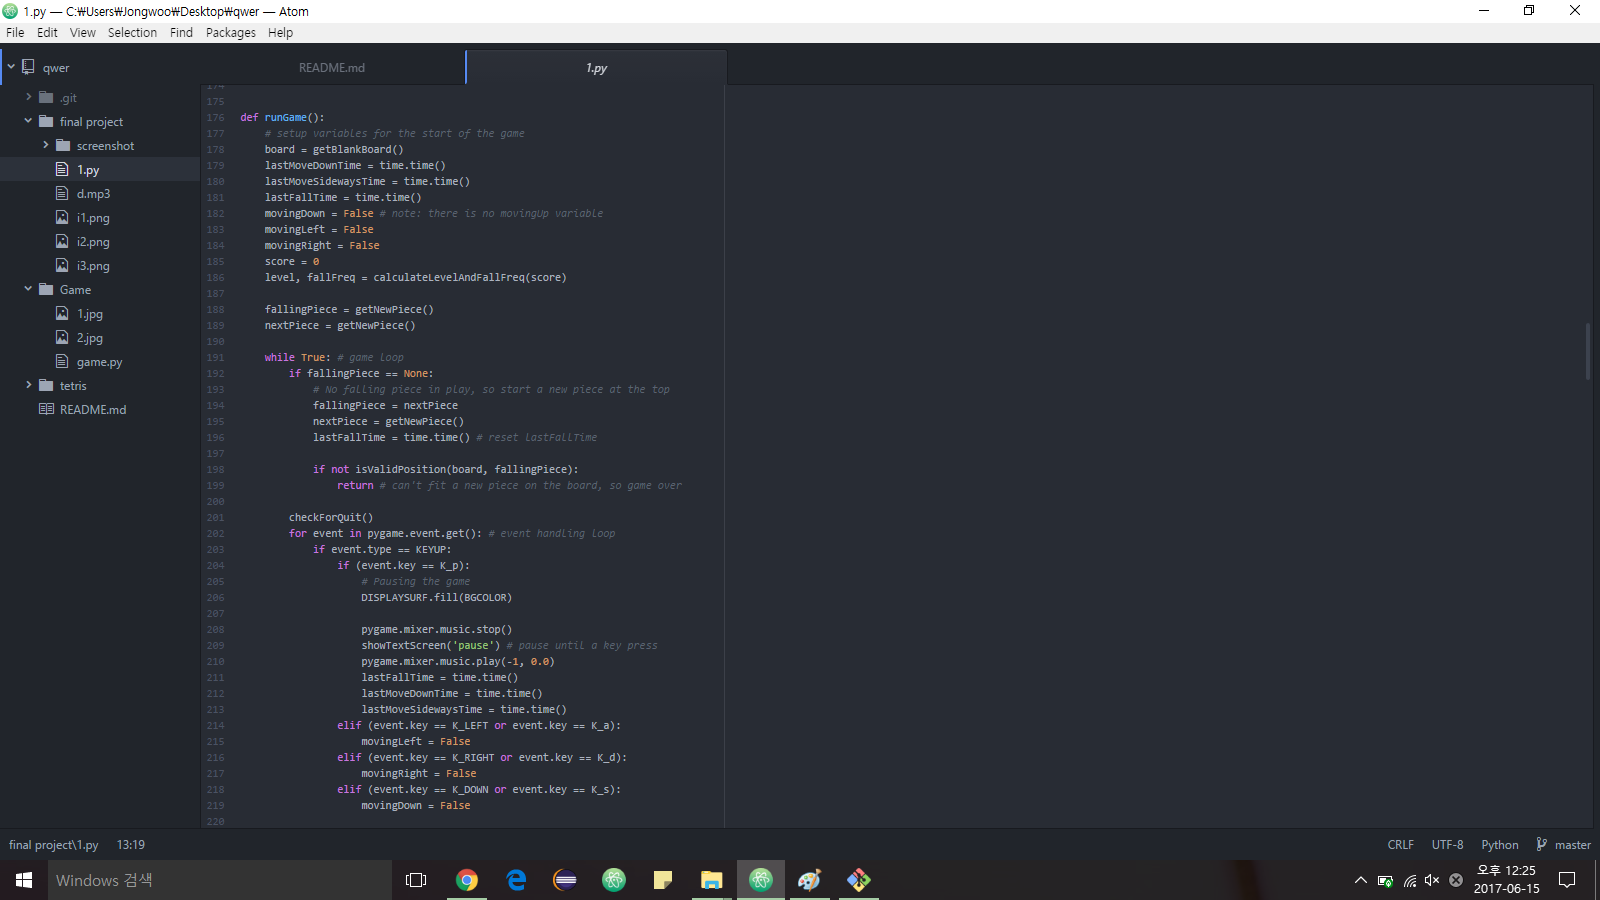 1.py — C:₩Users₩Jongwoo₩Desktop₩qwer — Atom
File Edit View Selection Find Packages Help
qwer
.git
final project
screenshot
1.py
d.mp3
i1.png
i2.png
i3.png
Game
1.jpg
2.jpg
game.py
tetris
README.md
README.md 1.py
174
175
176 def runGame():
177     # setup variables for the start of the game
178     board = getBlankBoard()
179     lastMoveDownTime = time.time()
180     lastMoveSidewaysTime = time.time()
181     lastFallTime = time.time()
182     movingDown = False # note: there is no movingUp variable
183     movingLeft = False
184     movingRight = False
185     score = 0
186     level, fallFreq = calculateLevelAndFallFreq(score)
187
188     fallingPiece = getNewPiece()
189     nextPiece = getNewPiece()
190
191     while True: # game loop
192         if fallingPiece == None:
193             # No falling piece in play, so start a new piece at the top
194             fallingPiece = nextPiece
195             nextPiece = getNewPiece()
196             lastFallTime = time.time() # reset lastFallTime
197
198             if not isValidPosition(board, fallingPiece):
199                 return # can't fit a new piece on the board, so game over
200
201         checkForQuit()
202         for event in pygame.event.get(): # event handling loop
203             if event.type == KEYUP:
204                 if (event.key == K_p):
205                     # Pausing the game
206                     DISPLAYSURF.fill(BGCOLOR)
207
208                     pygame.mixer.music.stop()
209                     showTextScreen('pause') # pause until a key press
210                     pygame.mixer.music.play(-1, 0.0)
211                     lastFallTime = time.time()
212                     lastMoveDownTime = time.time()
213                     lastMoveSidewaysTime = time.time()
214                 elif (event.key == K_LEFT or event.key == K_a):
215                     movingLeft = False
216                 elif (event.key == K_RIGHT or event.key == K_d):
217                     movingRight = False
218                 elif (event.key == K_DOWN or event.key == K_s):
219                     movingDown = False
220
final project\1.py 13:19 CRLF UTF-8 Python master
Windows 검색
오후 12:25
2017-06-15